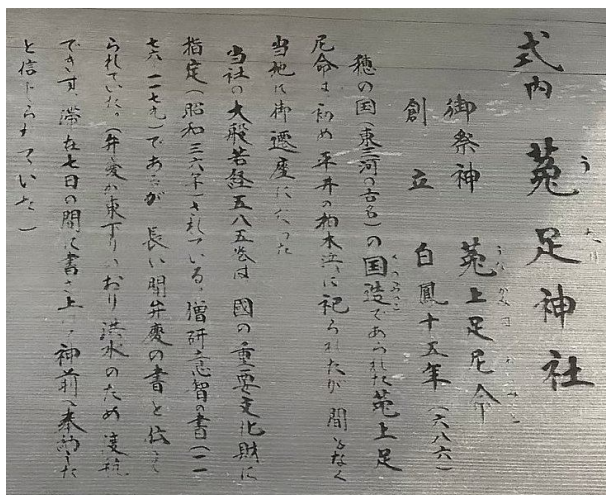 式内 菟足神社
御祭神 菟上足尼命
創立 白鳳十五年(六八六)
穂の国(東三河の古名)の国造であられた菟上足
尼命は初め平井の柏木浜に祀られたが間もなく
当地に御遷座になった
当社の大般若経五八五巻は國の重要文化財に
指定(昭和三六年)されている。僧研意智の書(一一
七六‐一一七九)であるが長い間弁慶の書と伝えら
られていた。(弁慶が東下りのおり洪水のため渡航
できず滞在七日の間に書き上げ神前へ奉納した
と信じられていた)